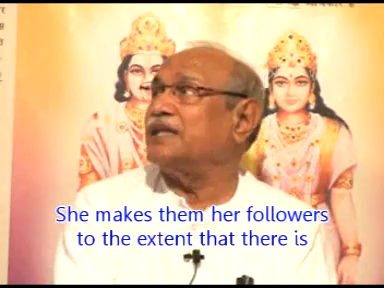 She makes them her followers
to the extent that there is